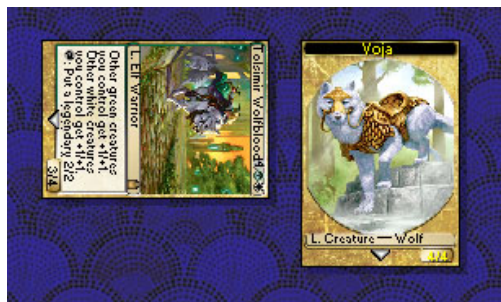 Tolsimir Wolfblood
4
L. Elf Warrior
Other green creatures
you control get +1/+1.
Other white creatures
you control get +1/+1.
: Put a legendary 2/2
3/4
Voja
L. Creature — Wolf
4/4